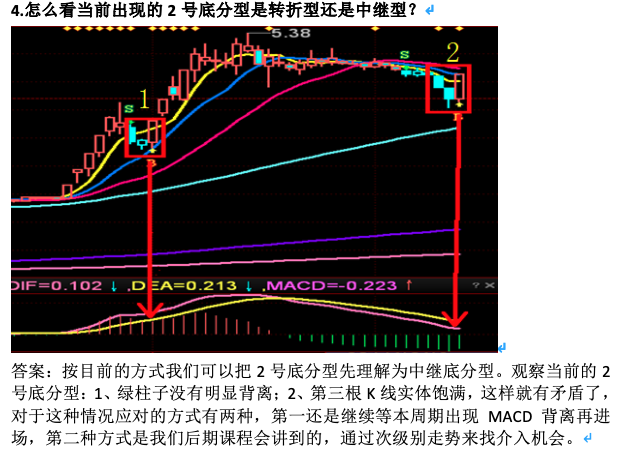 4.怎么看当前出现的 2 号底分型是转折型还是中继型？
5.38
2
S
1
S
B
DIF=0.102 ↓ ,DEA=0.213 ↓ ,MACD=-0.223 ↑ ? ×
答案：按目前的方式我们可以把 2 号底分型先理解为中继底分型。观察当前的 2
号底分型：1、绿柱子没有明显背离；2、第三根 K 线实体饱满，这样就有矛盾了，
对于这种情况应对的方式有两种，第一还是继续等本周期出现 MACD 背离再进
场，第二种方式是我们后期课程会讲到的，通过次级别走势来找介入机会。